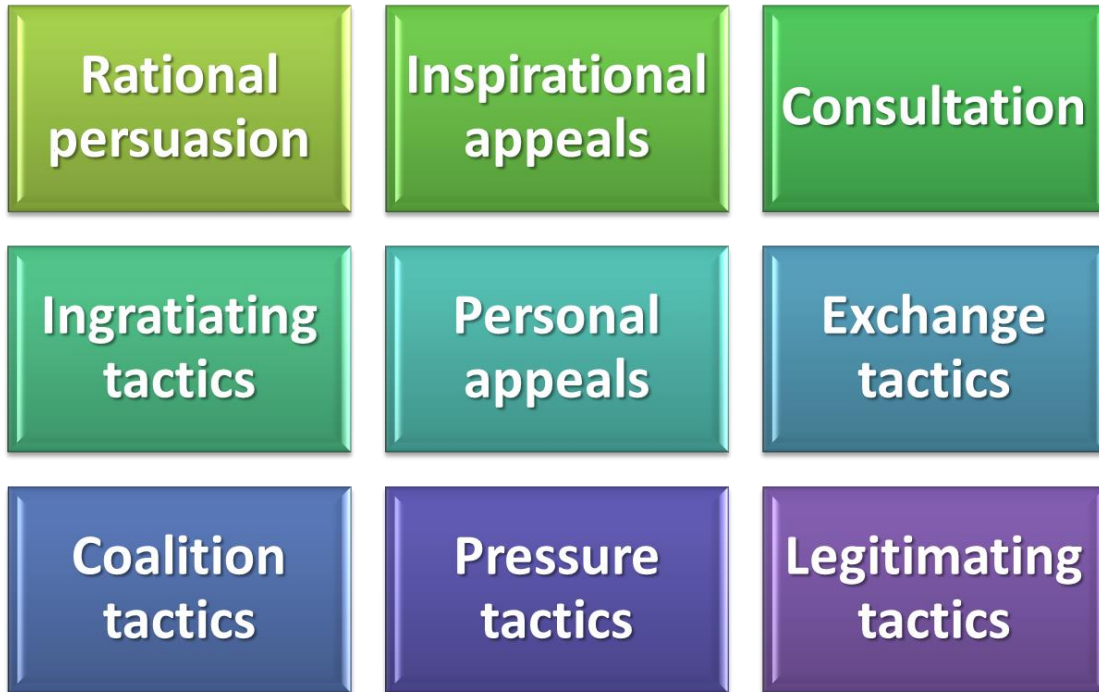 Rational
persuasion
Inspirational
appeals
Consultation
Ingratiating
tactics
Personal
appeals
Exchange
tactics
Coalition
tactics
Pressure
tactics
Legitimating
tactics